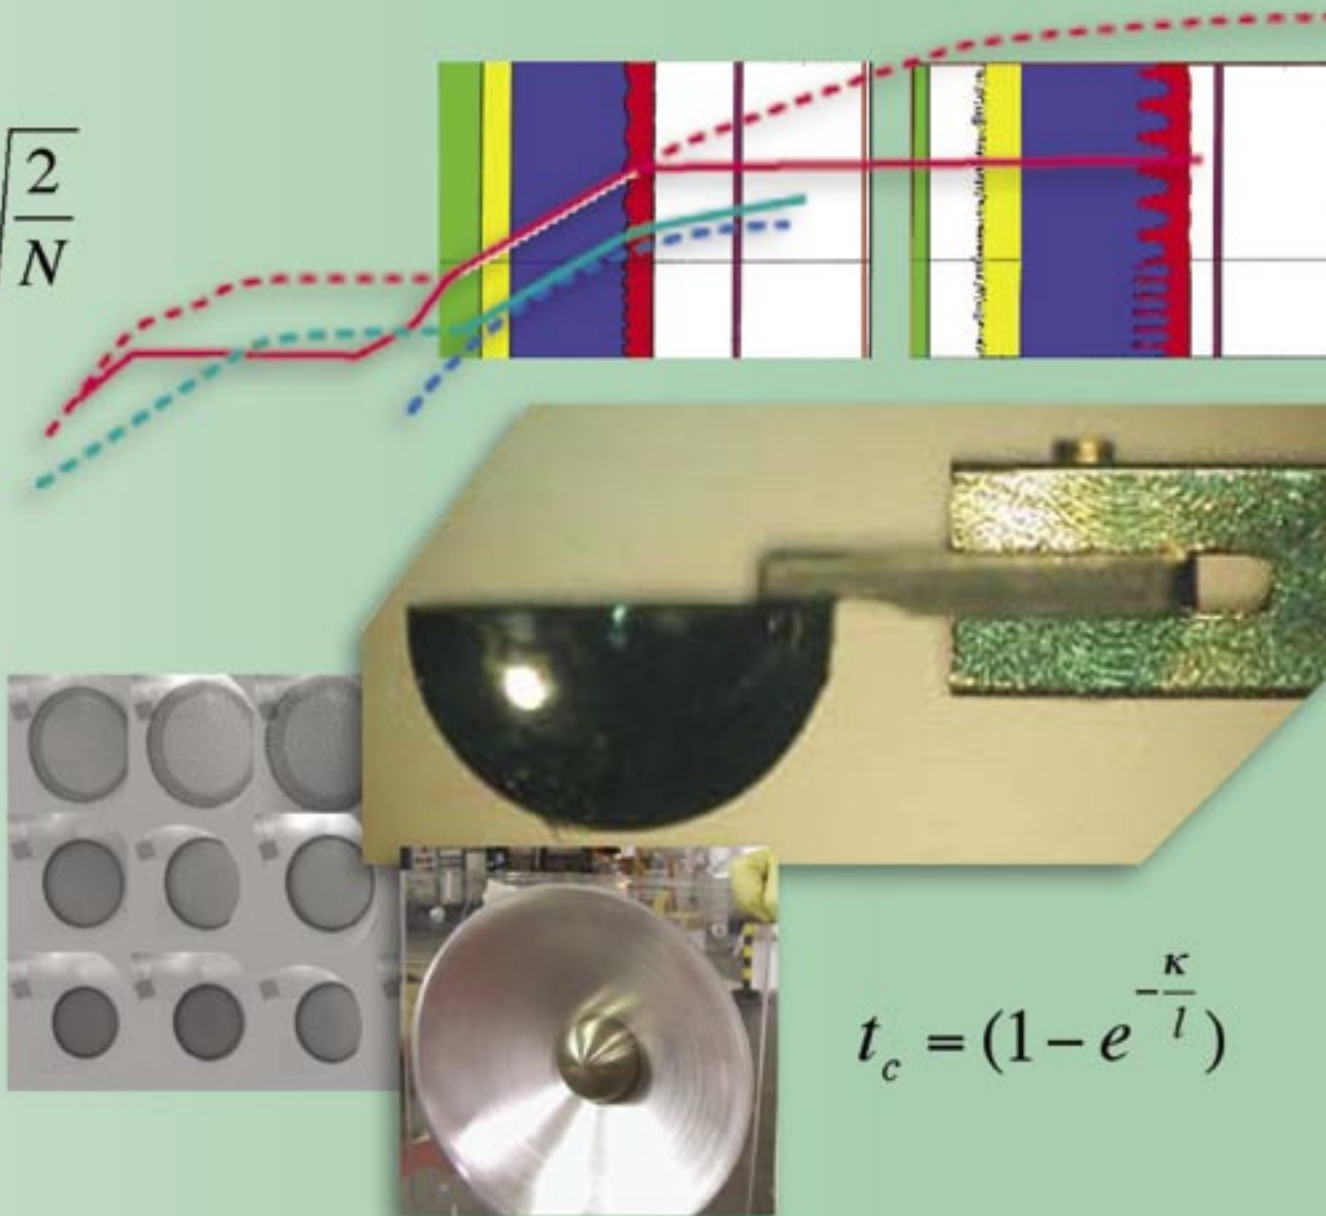 √(2/N)
t_c = (1 − e^{−κ/l})